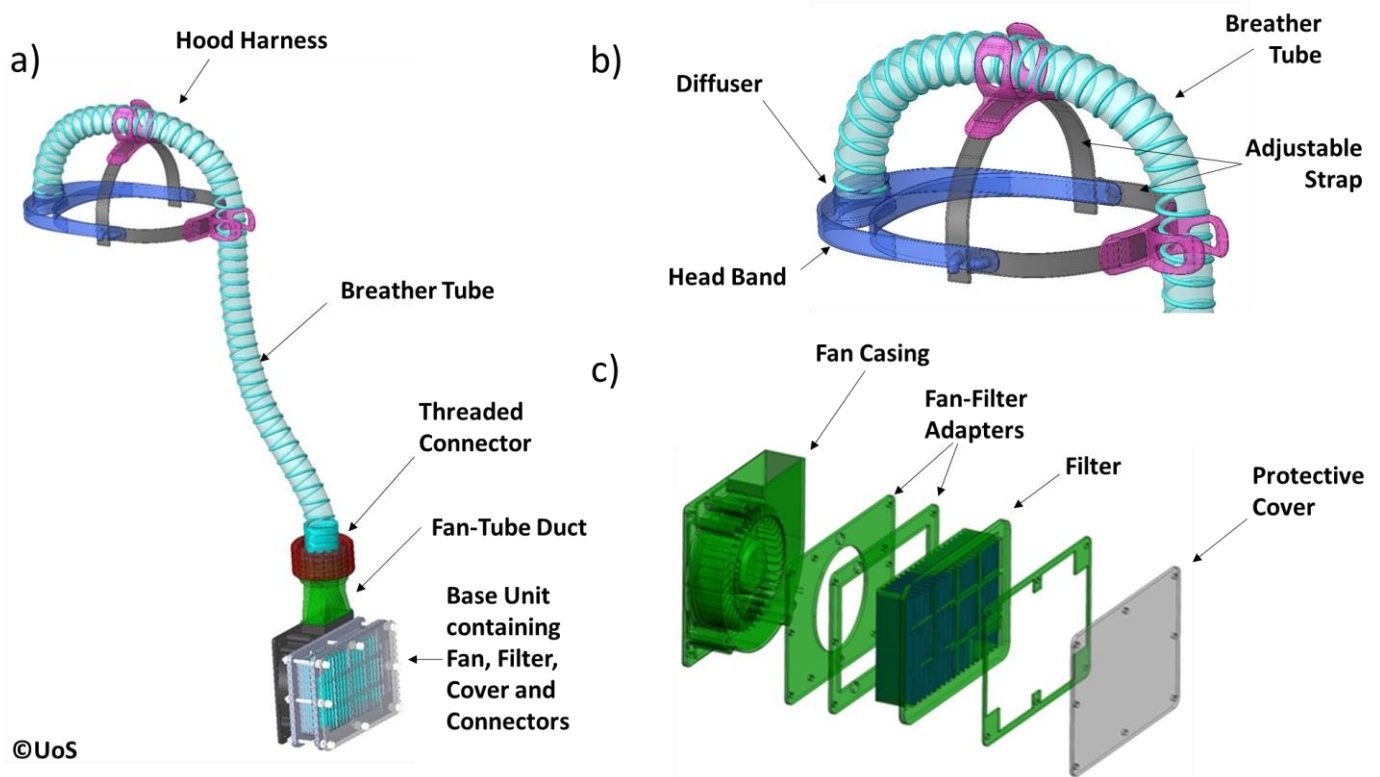 a)
Hood Harness
Breather Tube
Threaded
Connector
Fan-Tube Duct
Base Unit
containing
Fan, Filter,
Cover and
Connectors
©UoS
b)
Diffuser
Breather
Tube
Adjustable
Strap
Head Band
c)
Fan Casing
Fan-Filter
Adapters
Filter
Protective
Cover